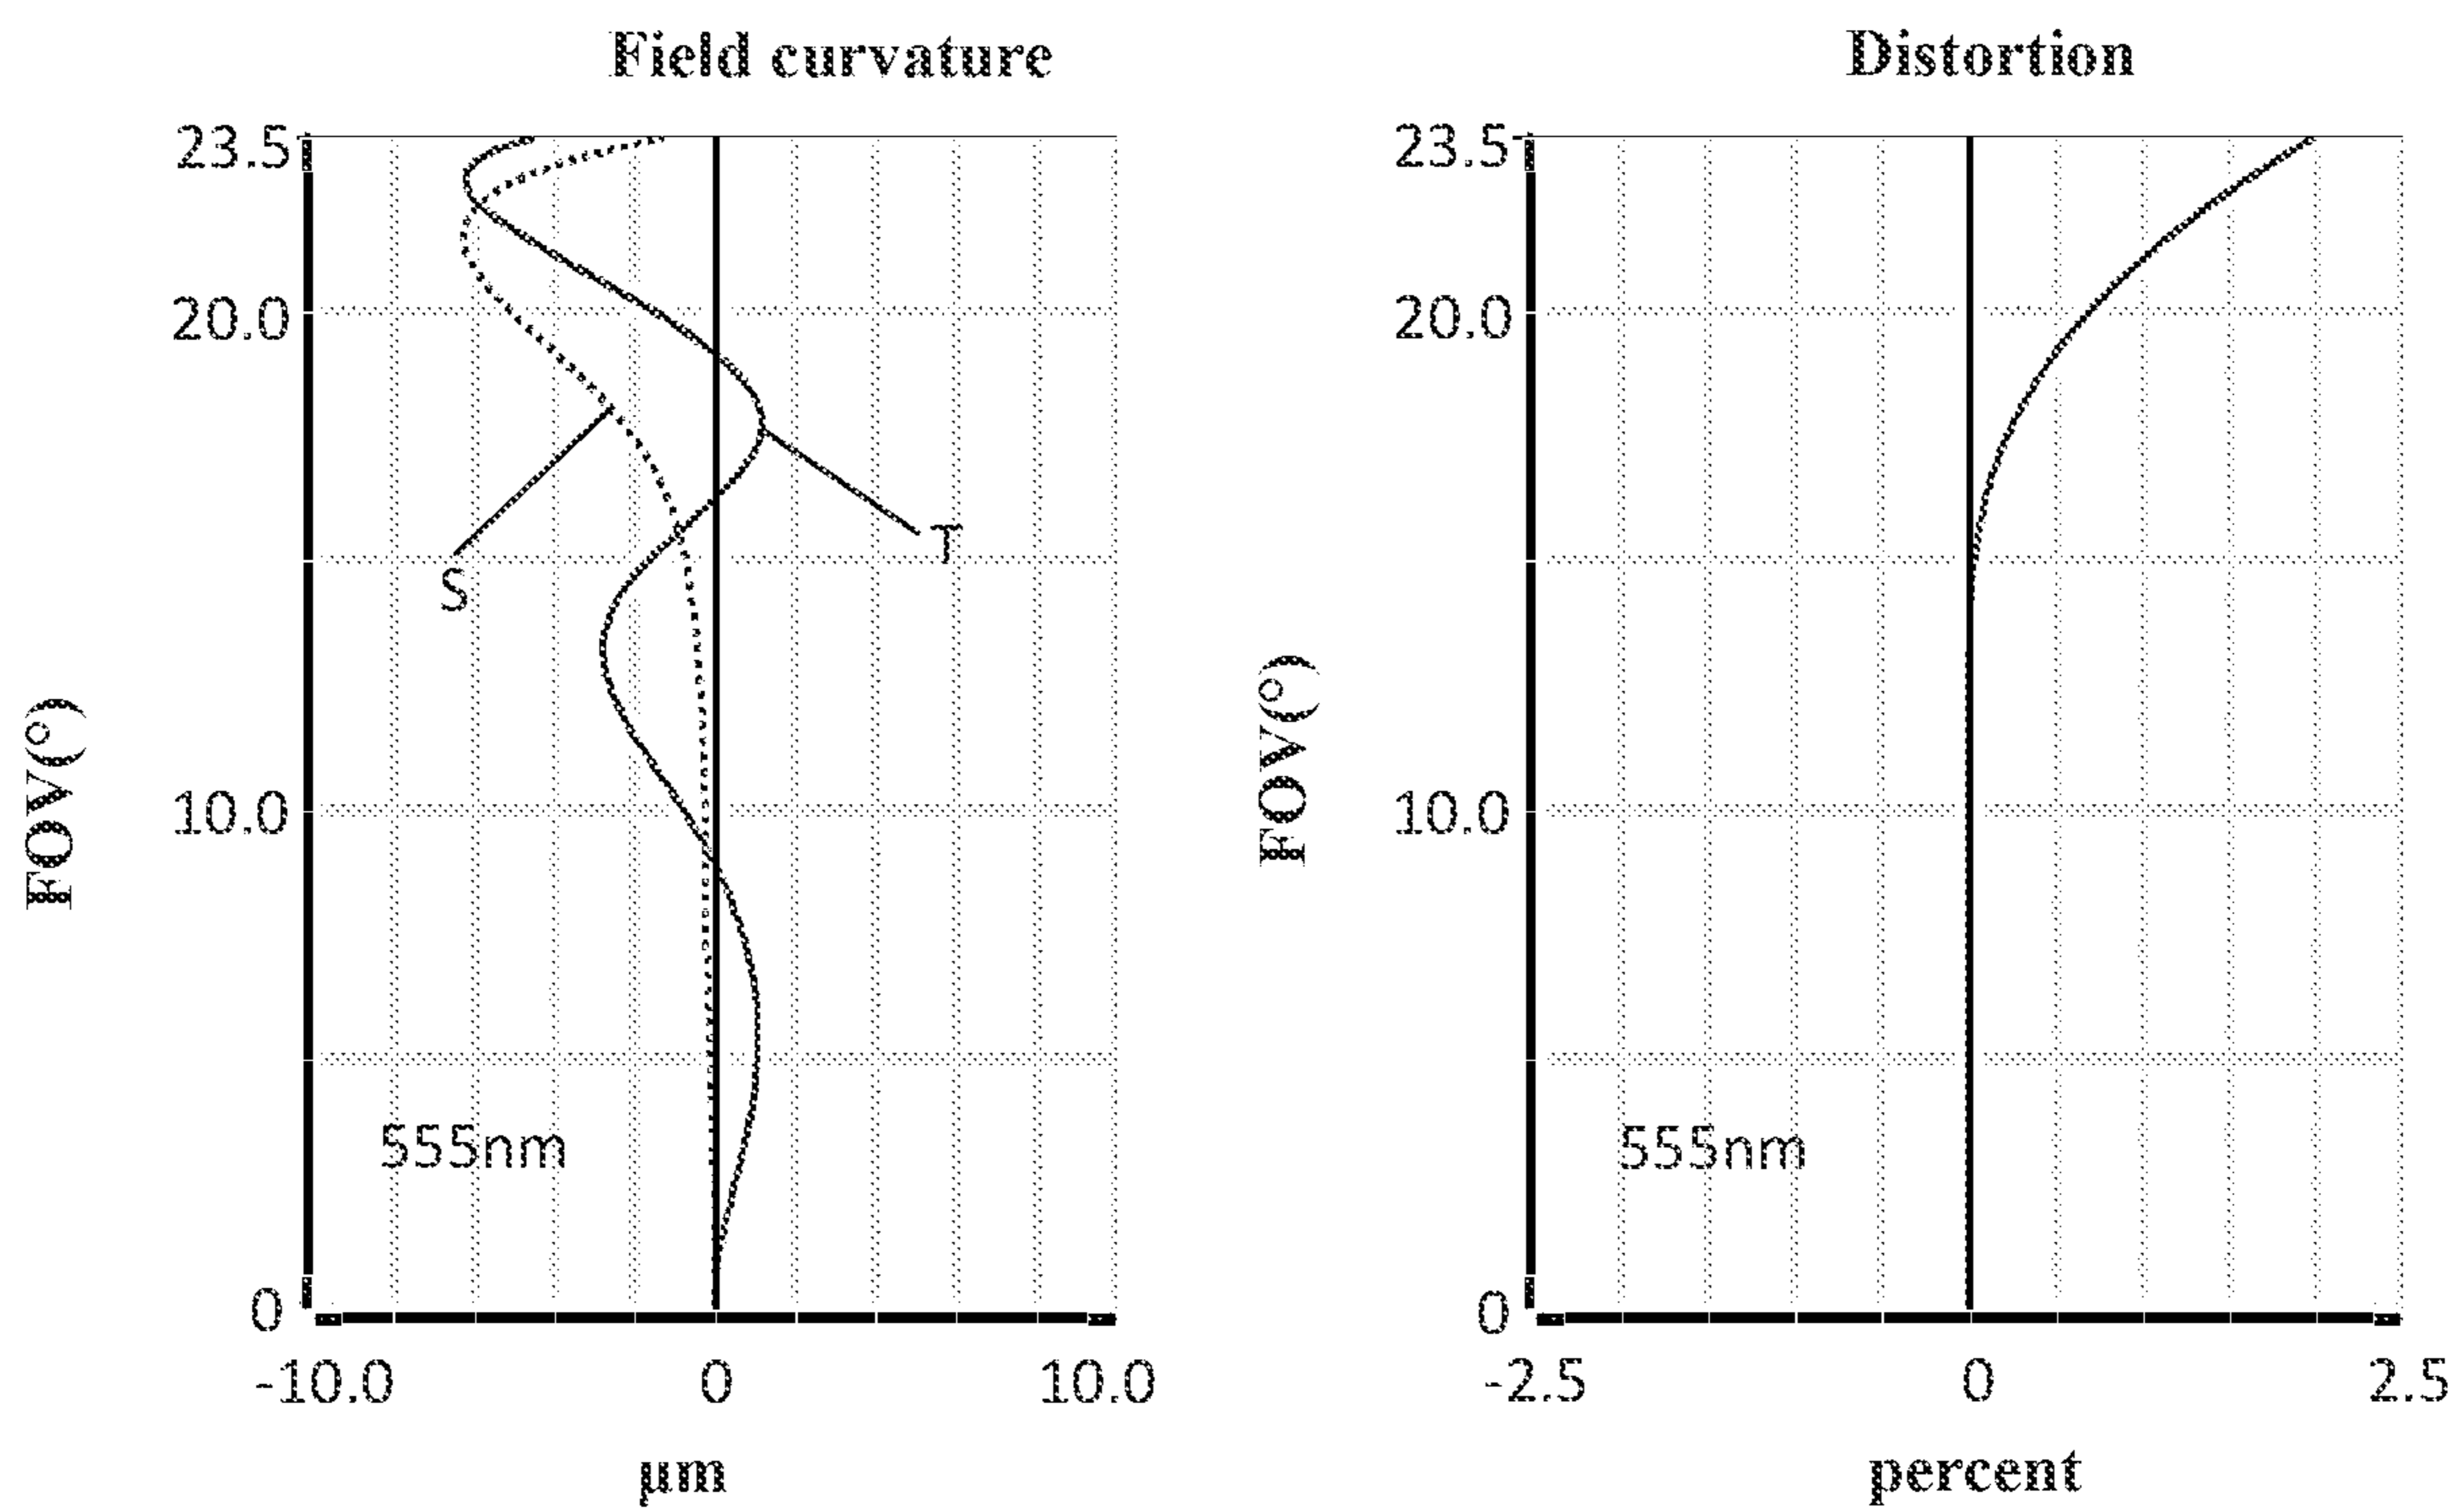 Field curvature
23.5
20.0
10.0
0
FOV(°)
S
T
555nm
-10.0 0 10.0
μm
Distortion
23.5
20.0
10.0
0
FOV(°)
555nm
-2.5 0 2.5
percent